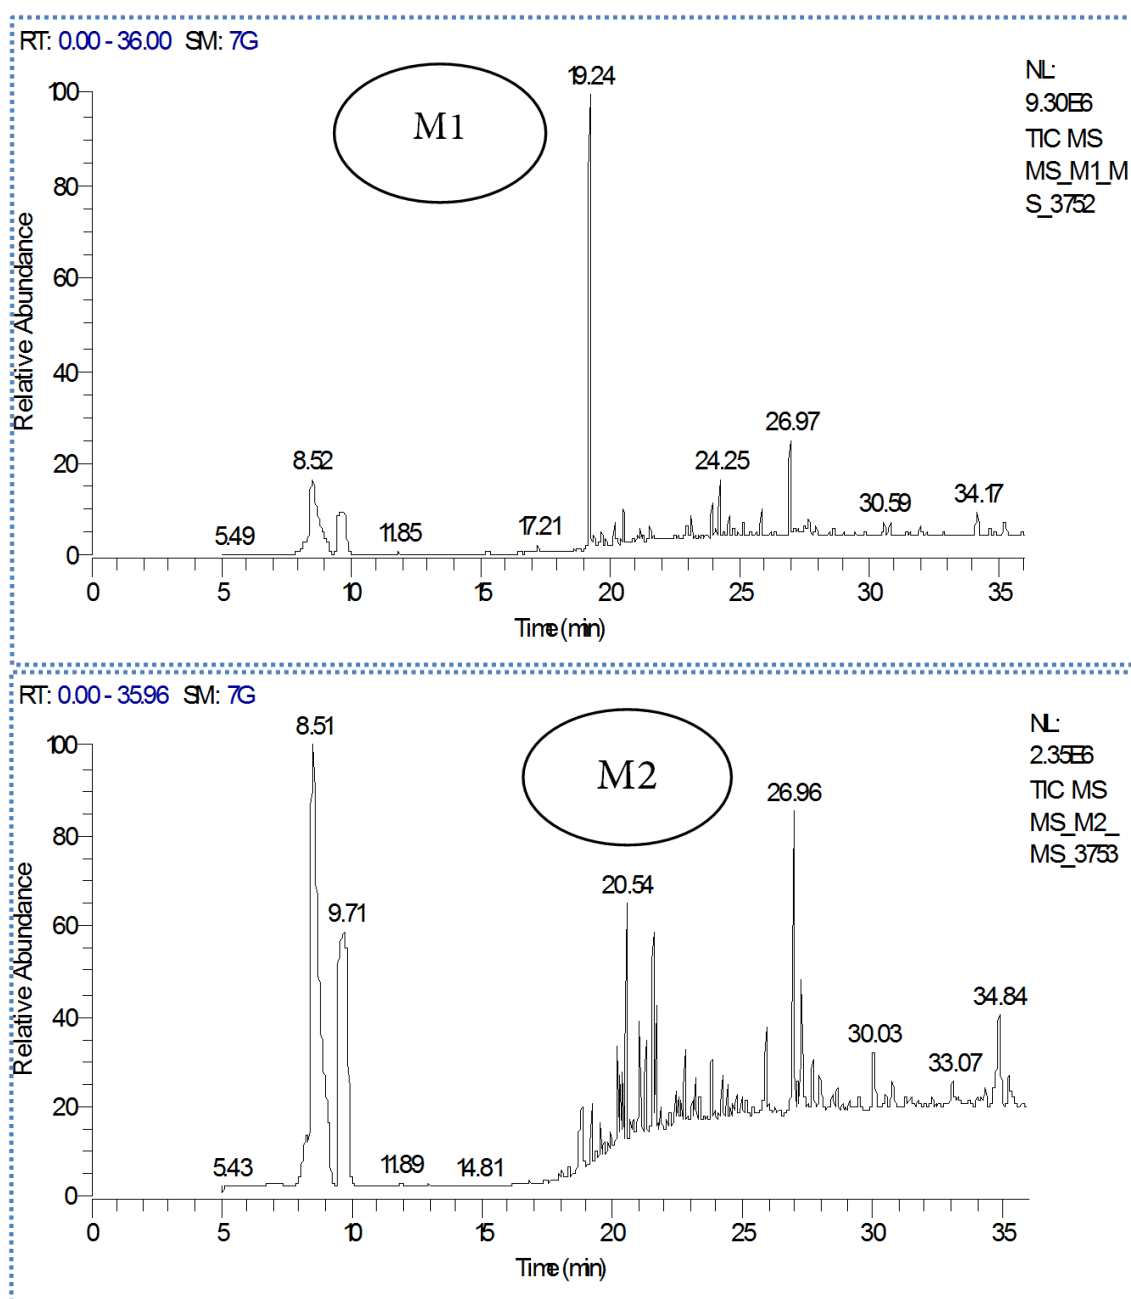 RT: 0.00 - 36.00 SM: 7G
NL:
9.30E6
TIC MS
MS_M1_M
S_3752
M1
19.24
8.52
5.49
11.85
17.21
24.25
26.97
30.59
34.17
100
80
60
40
20
0
Relative Abundance
0 5 10 15 20 25 30 35
Time (min)
RT: 0.00 - 35.96 SM: 7G
NL:
2.35E6
TIC MS
MS_M2_
MS_3753
M2
8.51
9.71
5.43
11.89
14.81
20.54
26.96
30.03
33.07
34.84
100
80
60
40
20
0
Relative Abundance
0 5 10 15 20 25 30 35
Time (min)